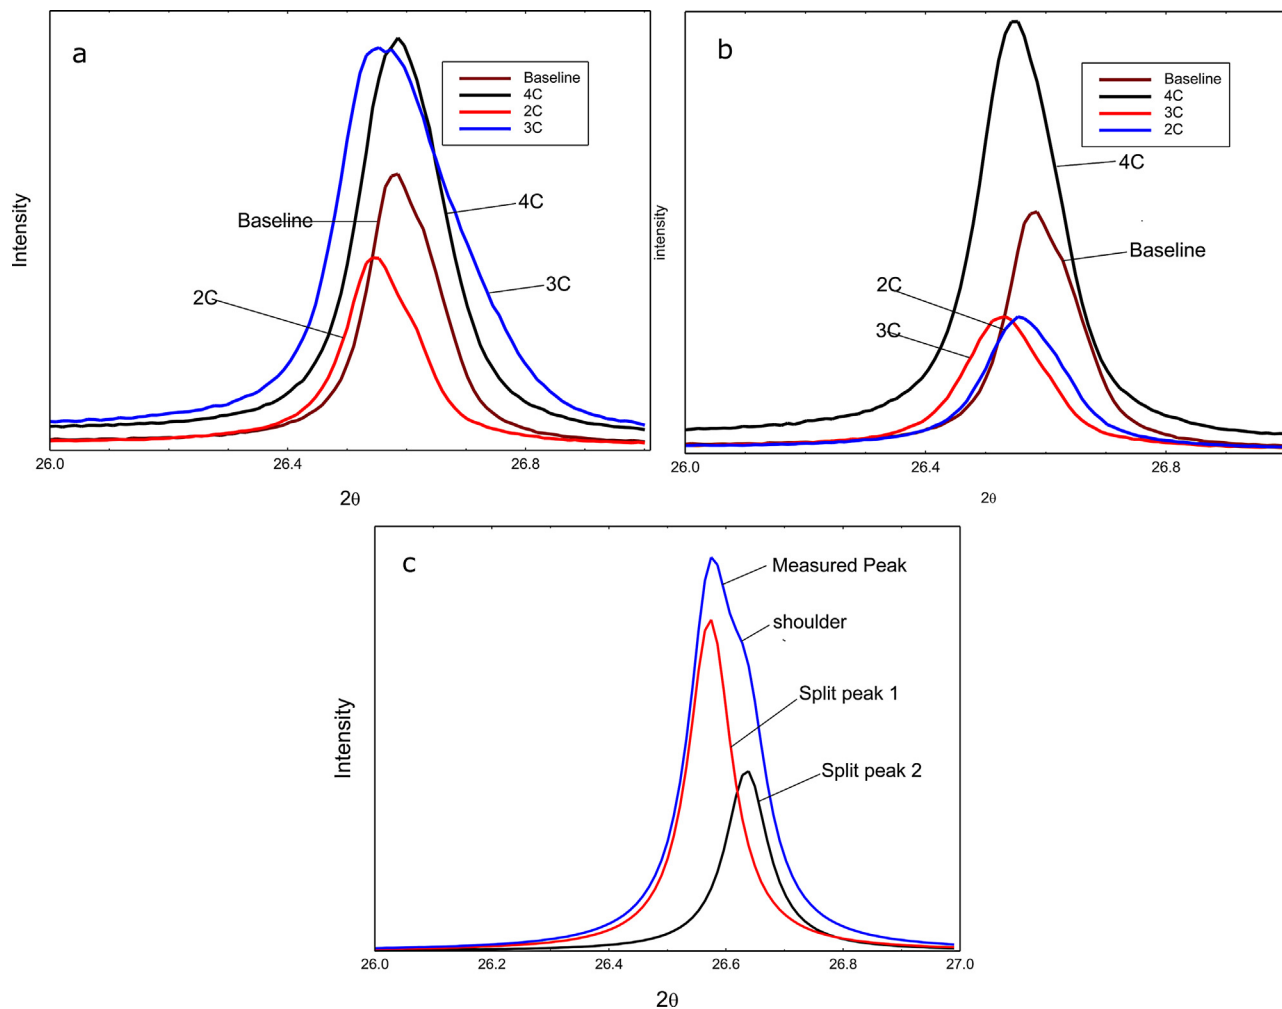 a
Baseline
4C
2C
3C
Baseline
4C
3C
2C
Intensity
26.0
26.4
26.8
2θ
b
Baseline
4C
3C
2C
4C
Baseline
2C
3C
intensity
26.0
26.4
26.8
2θ
c
Measured Peak
shoulder
Split peak 1
Split peak 2
Intensity
26.0
26.2
26.4
26.6
26.8
27.0
2θ